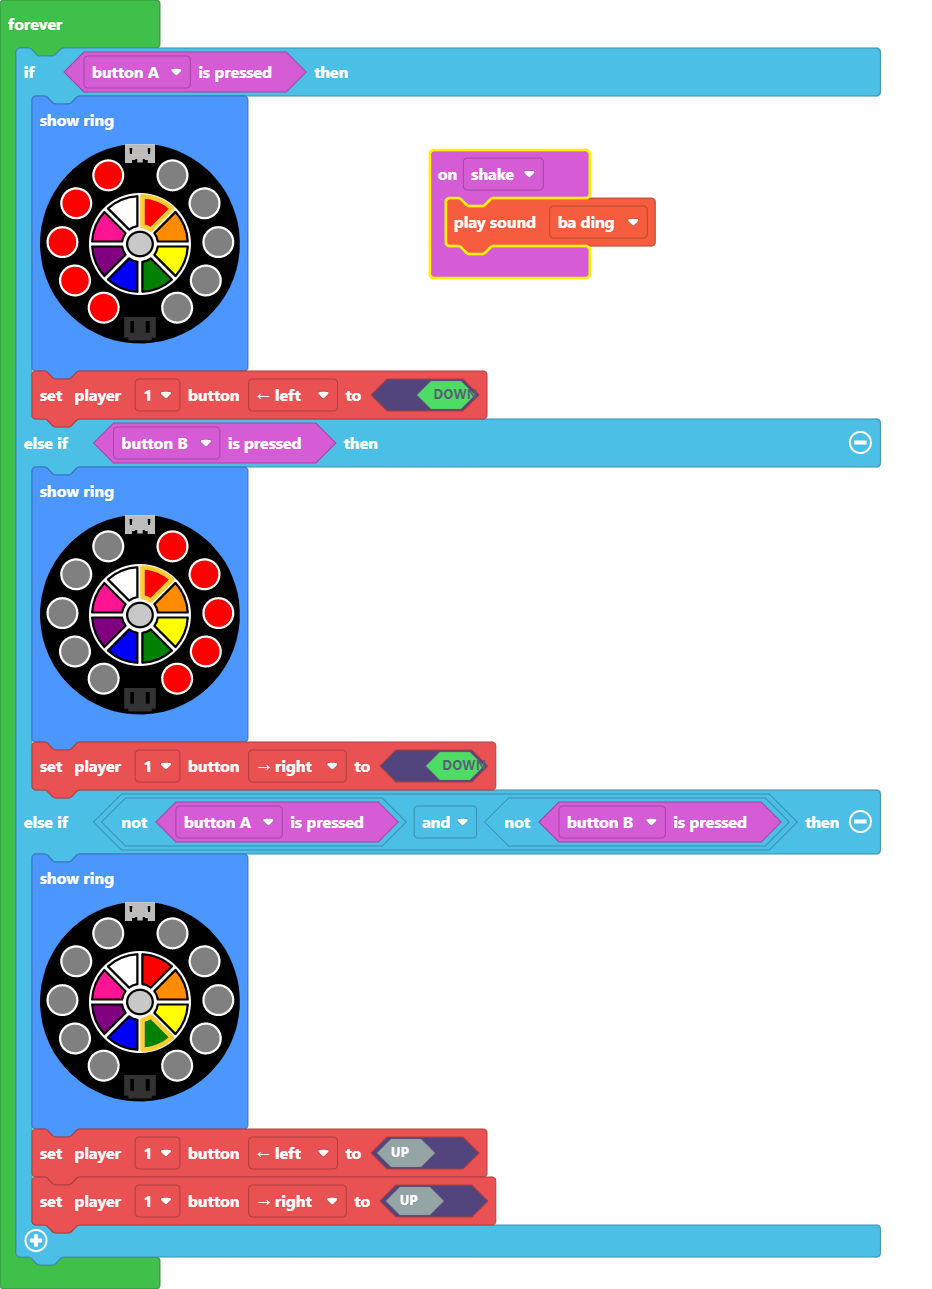 forever
if button A is pressed then
show ring
on shake
play sound ba ding
set player 1 button ← left to DOWN
else if button B is pressed then
show ring
set player 1 button → right to DOWN
else if not button A is pressed and not button B is pressed then
show ring
set player 1 button ← left to UP
set player 1 button → right to UP